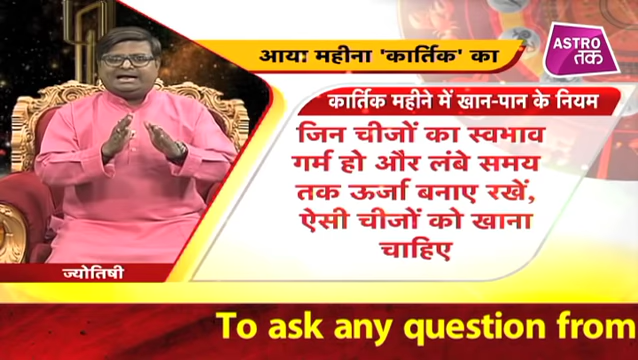 आया महीना 'कार्तिक' का
ASTRO
तक
कार्तिक महीने में खान-पान के नियम
जिन चीजों का स्वभाव
गर्म हो और लंबे समय
तक ऊर्जा बनाए रखें,
ऐसी चीजों को खाना
चाहिए
ज्योतिषी
To ask any question from